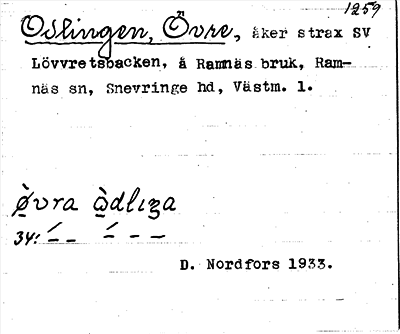 1259
Odlingen, Övre, åker strax SV
Lövvretsbacken, å Ramnäs bruk, Ram-
näs sn, Snevringe hd, Västm. l.
D. Nordfors 1933.